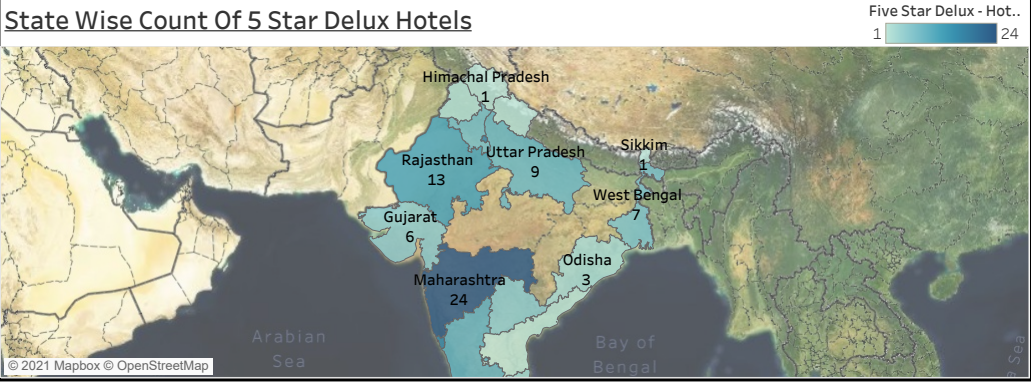 State Wise Count Of 5 Star Delux Hotels
Five Star Delux - Hot..
1 24
Himachal Pradesh
1
Sikkim
1
Rajasthan
13
Uttar Pradesh
9
West Bengal
7
Gujarat
6
Odisha
3
Maharashtra
24
Arabian
Sea
Bay of
Bengal
© 2021 Mapbox © OpenStreetMap